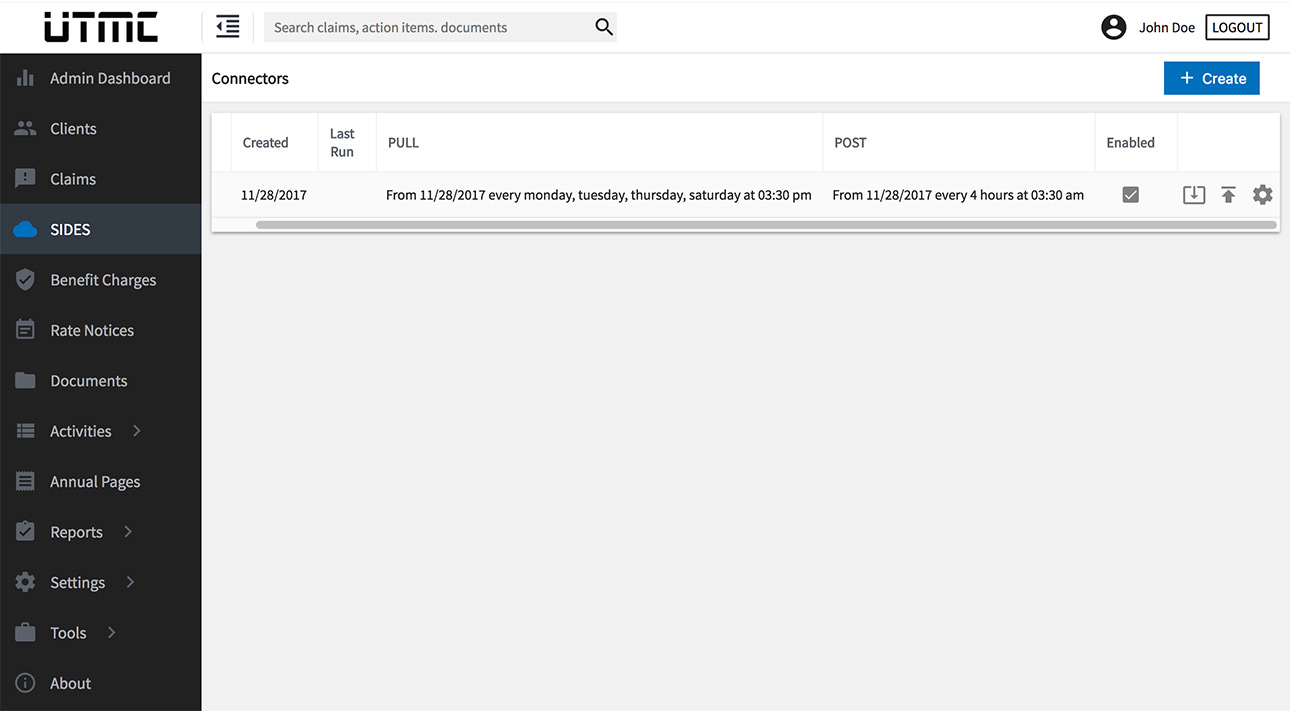 UTMC
Search claims, action items. documents
John Doe
LOGOUT
Admin Dashboard
Clients
Claims
SIDES
Benefit Charges
Rate Notices
Documents
Activities
Annual Pages
Reports
Settings
Tools
About
Connectors
+ Create
Created
Last
Run
PULL
POST
Enabled
11/28/2017
From 11/28/2017 every monday, tuesday, thursday, saturday at 03:30 pm
From 11/28/2017 every 4 hours at 03:30 am